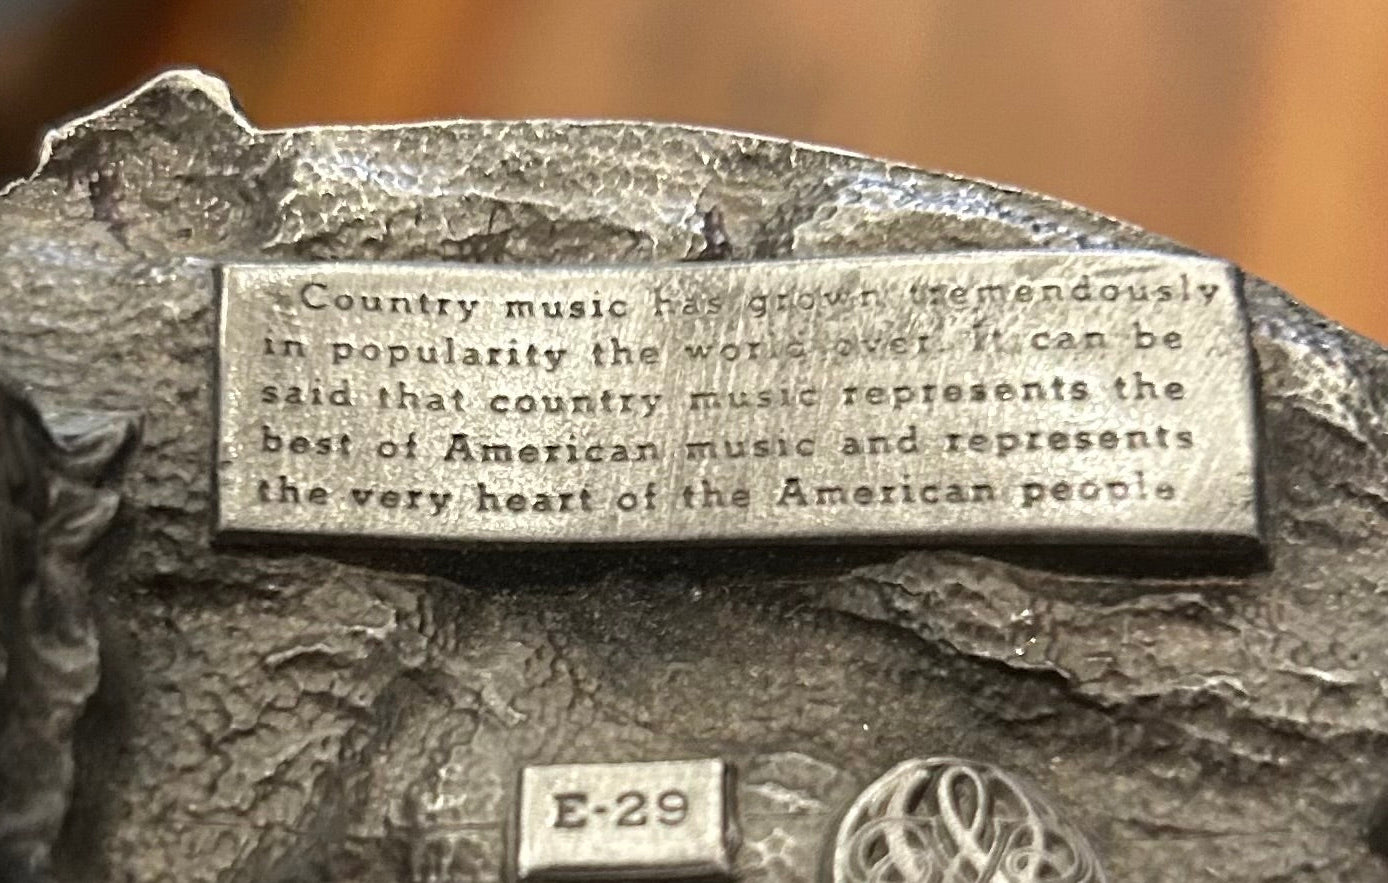 Country music has grown tremendously
in popularity the world over. It can be
said that country music represents the
best of American music and represents
the very heart of the American people
E-29